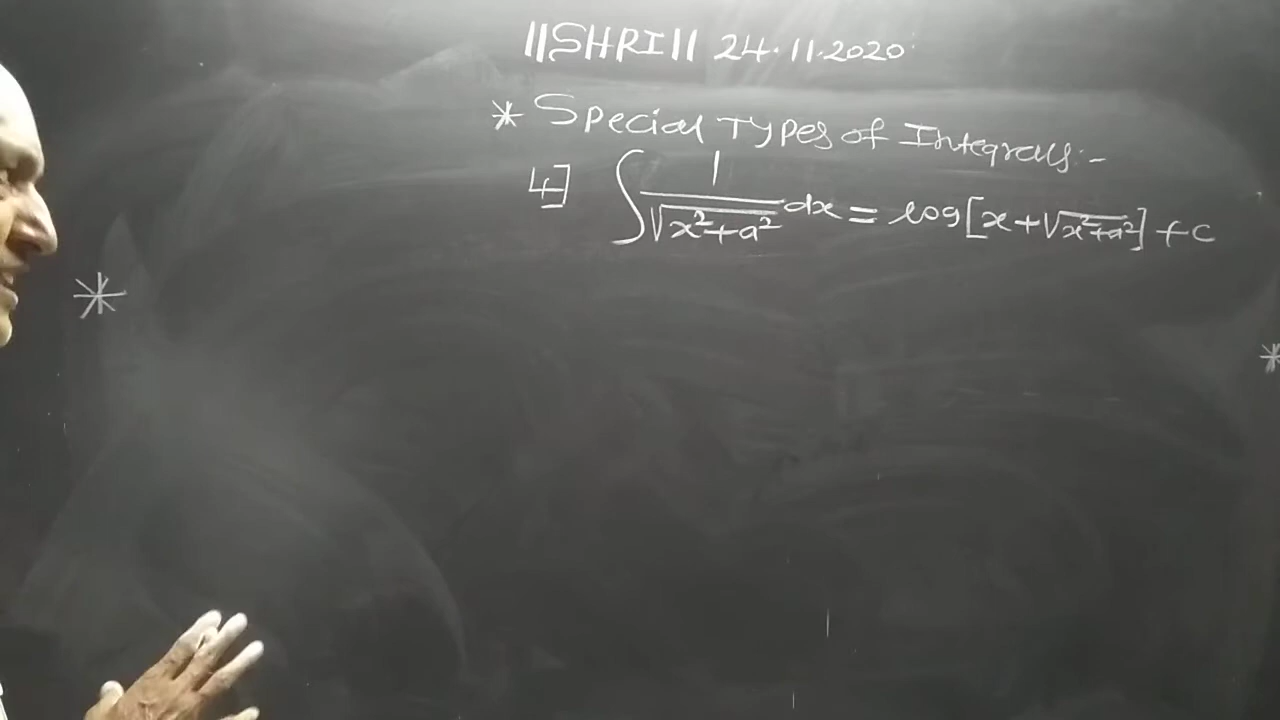 ||SHRI|| 24.11.2020
* Special Types of Integrals:-
4] ∫ 1/√(x²+a²) dx = log[x+√(x²+a²)] + c
*
*